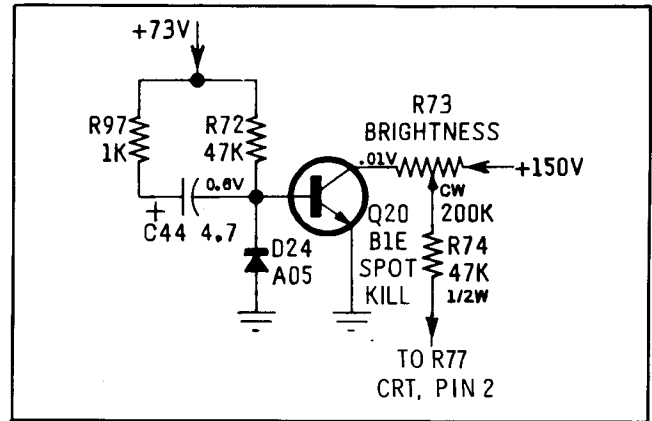 +73V
R97
1K
R72
47K
+
C44 4.7
0.6V
D24
A05
Q20
B1E
SPOT
KILL
.01V
R73
BRIGHTNESS
+150V
CW
200K
R74
47K
1/2W
TO R77
CRT, PIN 2